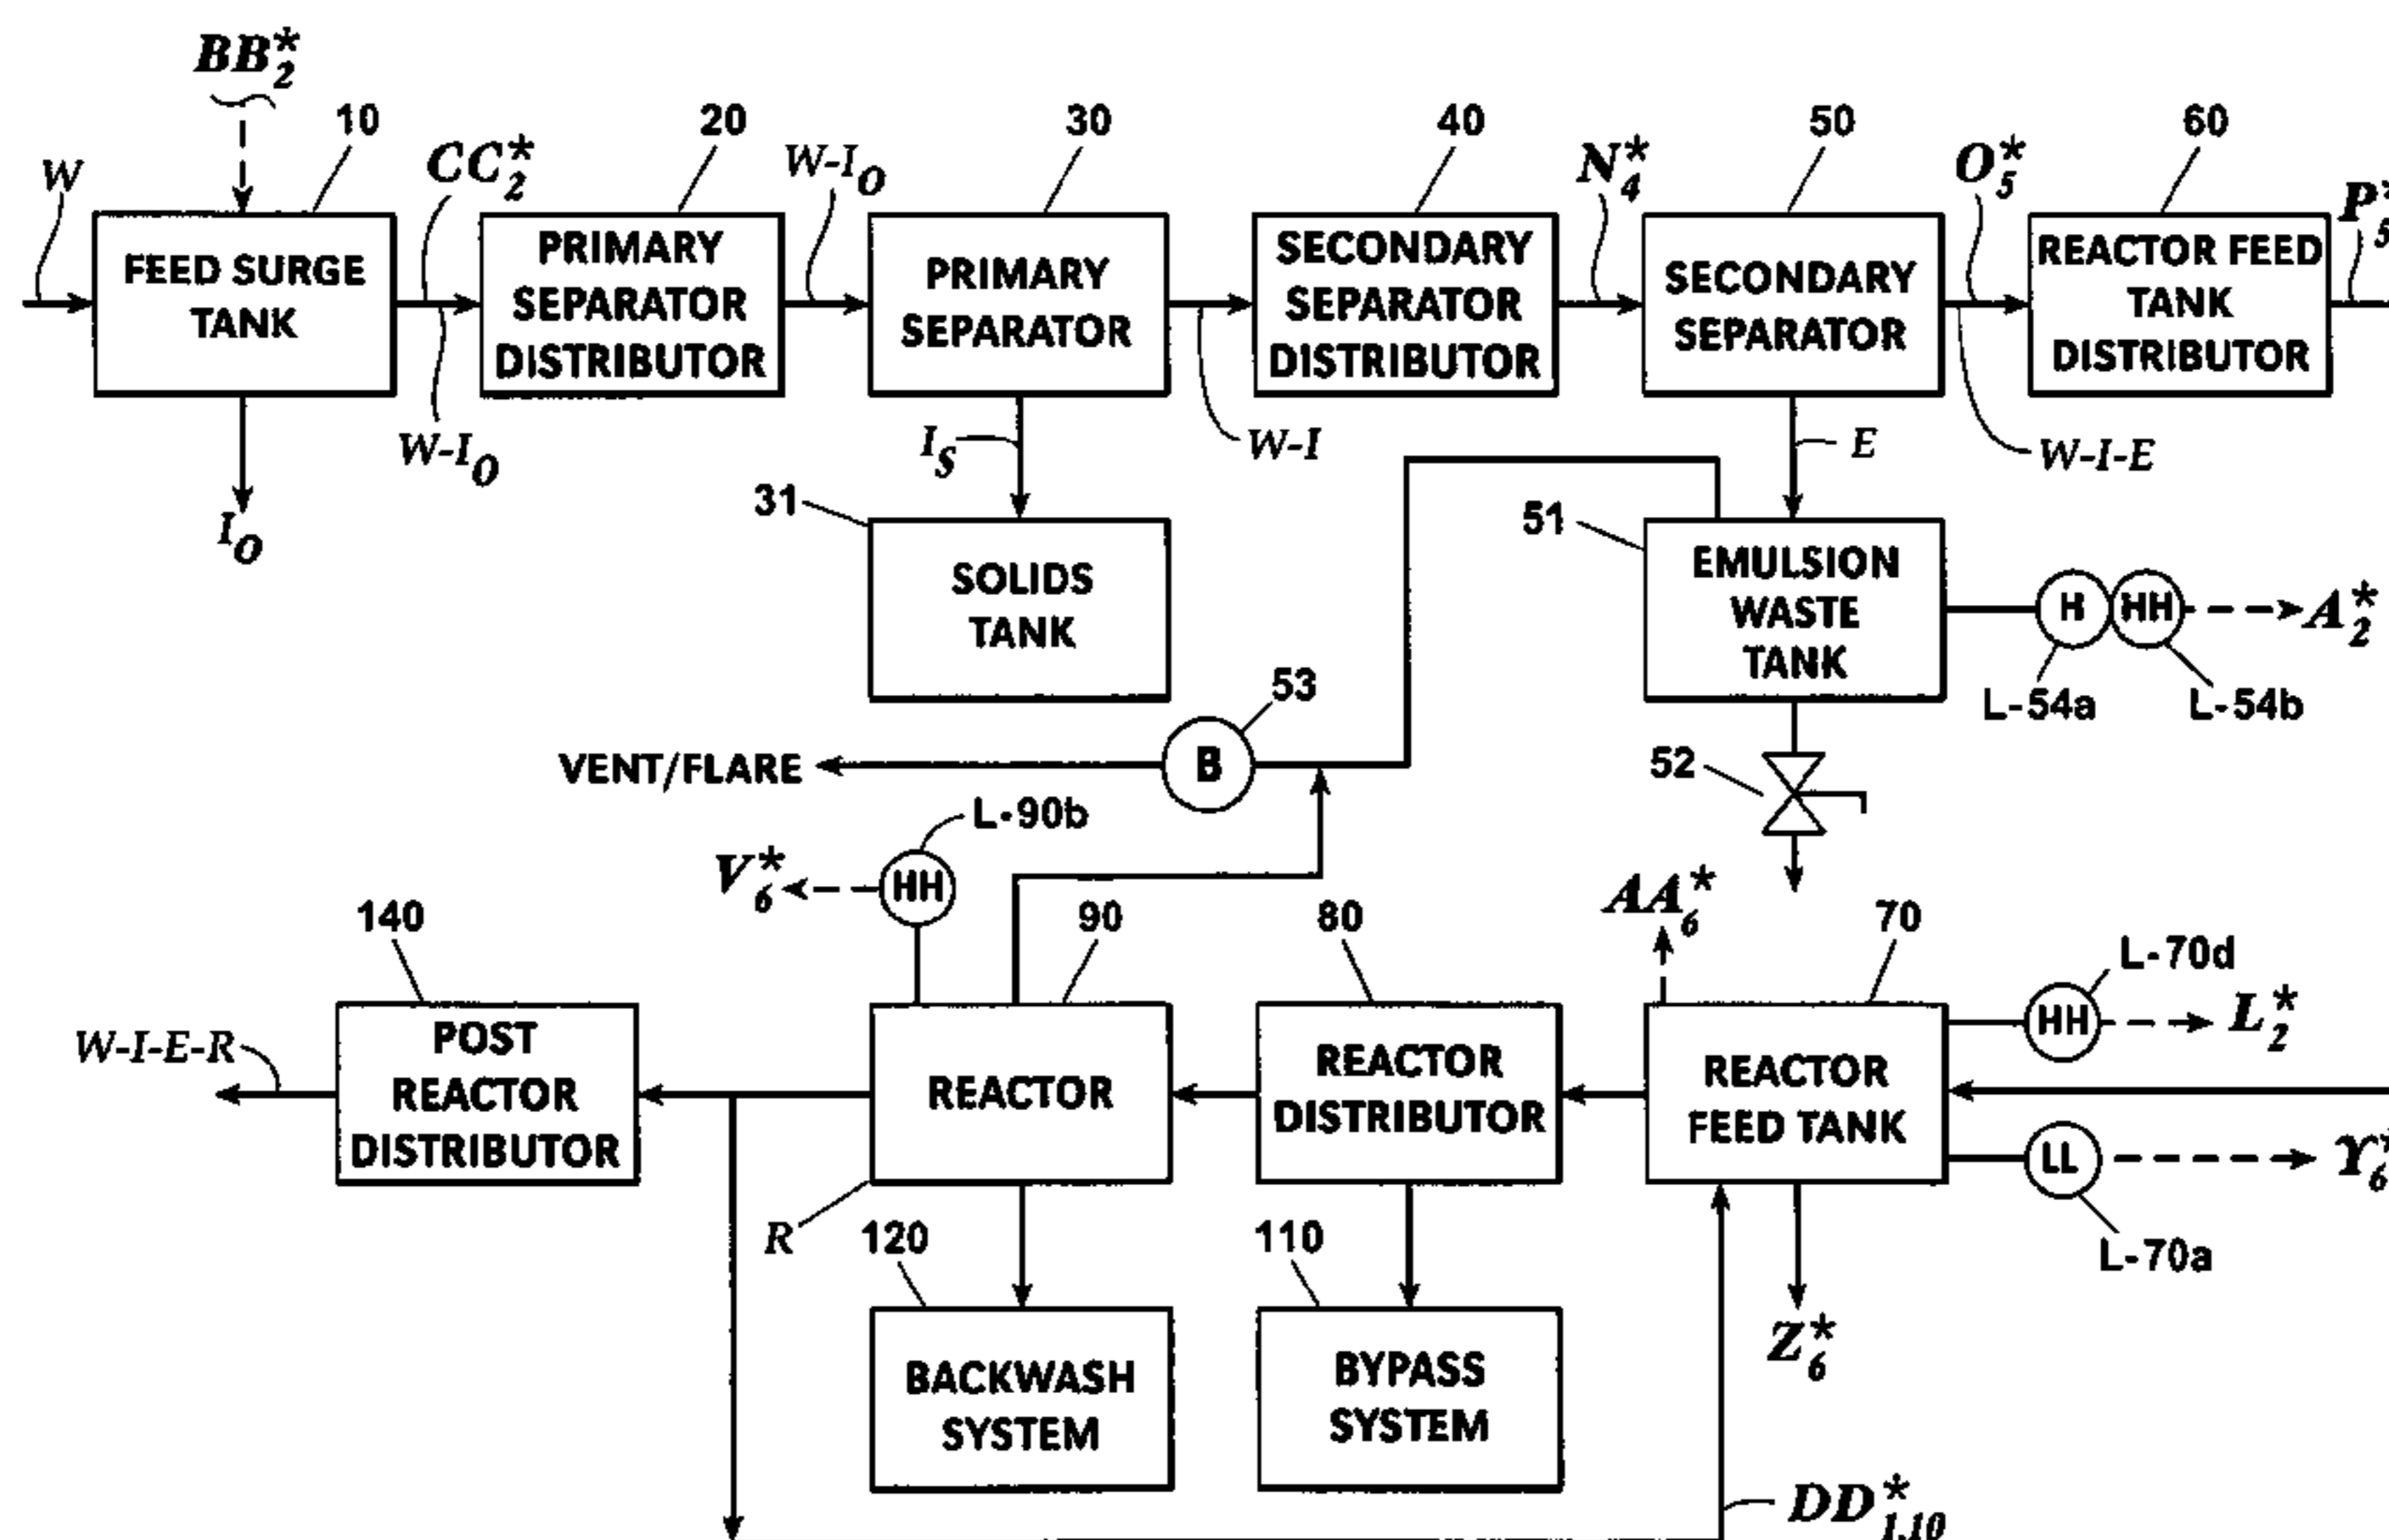 BB*2
10
20
30
40
50
60
W
CC*2
W-IO
N*4
O*5
P*5
FEED SURGE
TANK
PRIMARY
SEPARATOR
DISTRIBUTOR
PRIMARY
SEPARATOR
SECONDARY
SEPARATOR
DISTRIBUTOR
SECONDARY
SEPARATOR
REACTOR FEED
TANK
DISTRIBUTOR
W-IO
IS
W-I
E
W-I-E
IO
31
SOLIDS
TANK
51
EMULSION
WASTE
TANK
H
HH
A*2
L-54a
L-54b
53
B
VENT/FLARE
52
L-90b
V*6
HH
AA*6
140
90
80
70
L-70d
HH
L*2
W-I-E-R
POST
REACTOR
DISTRIBUTOR
REACTOR
REACTOR
DISTRIBUTOR
REACTOR
FEED TANK
LL
Y*6
L-70a
R
120
110
BACKWASH
SYSTEM
BYPASS
SYSTEM
Z*6
DD*1,10